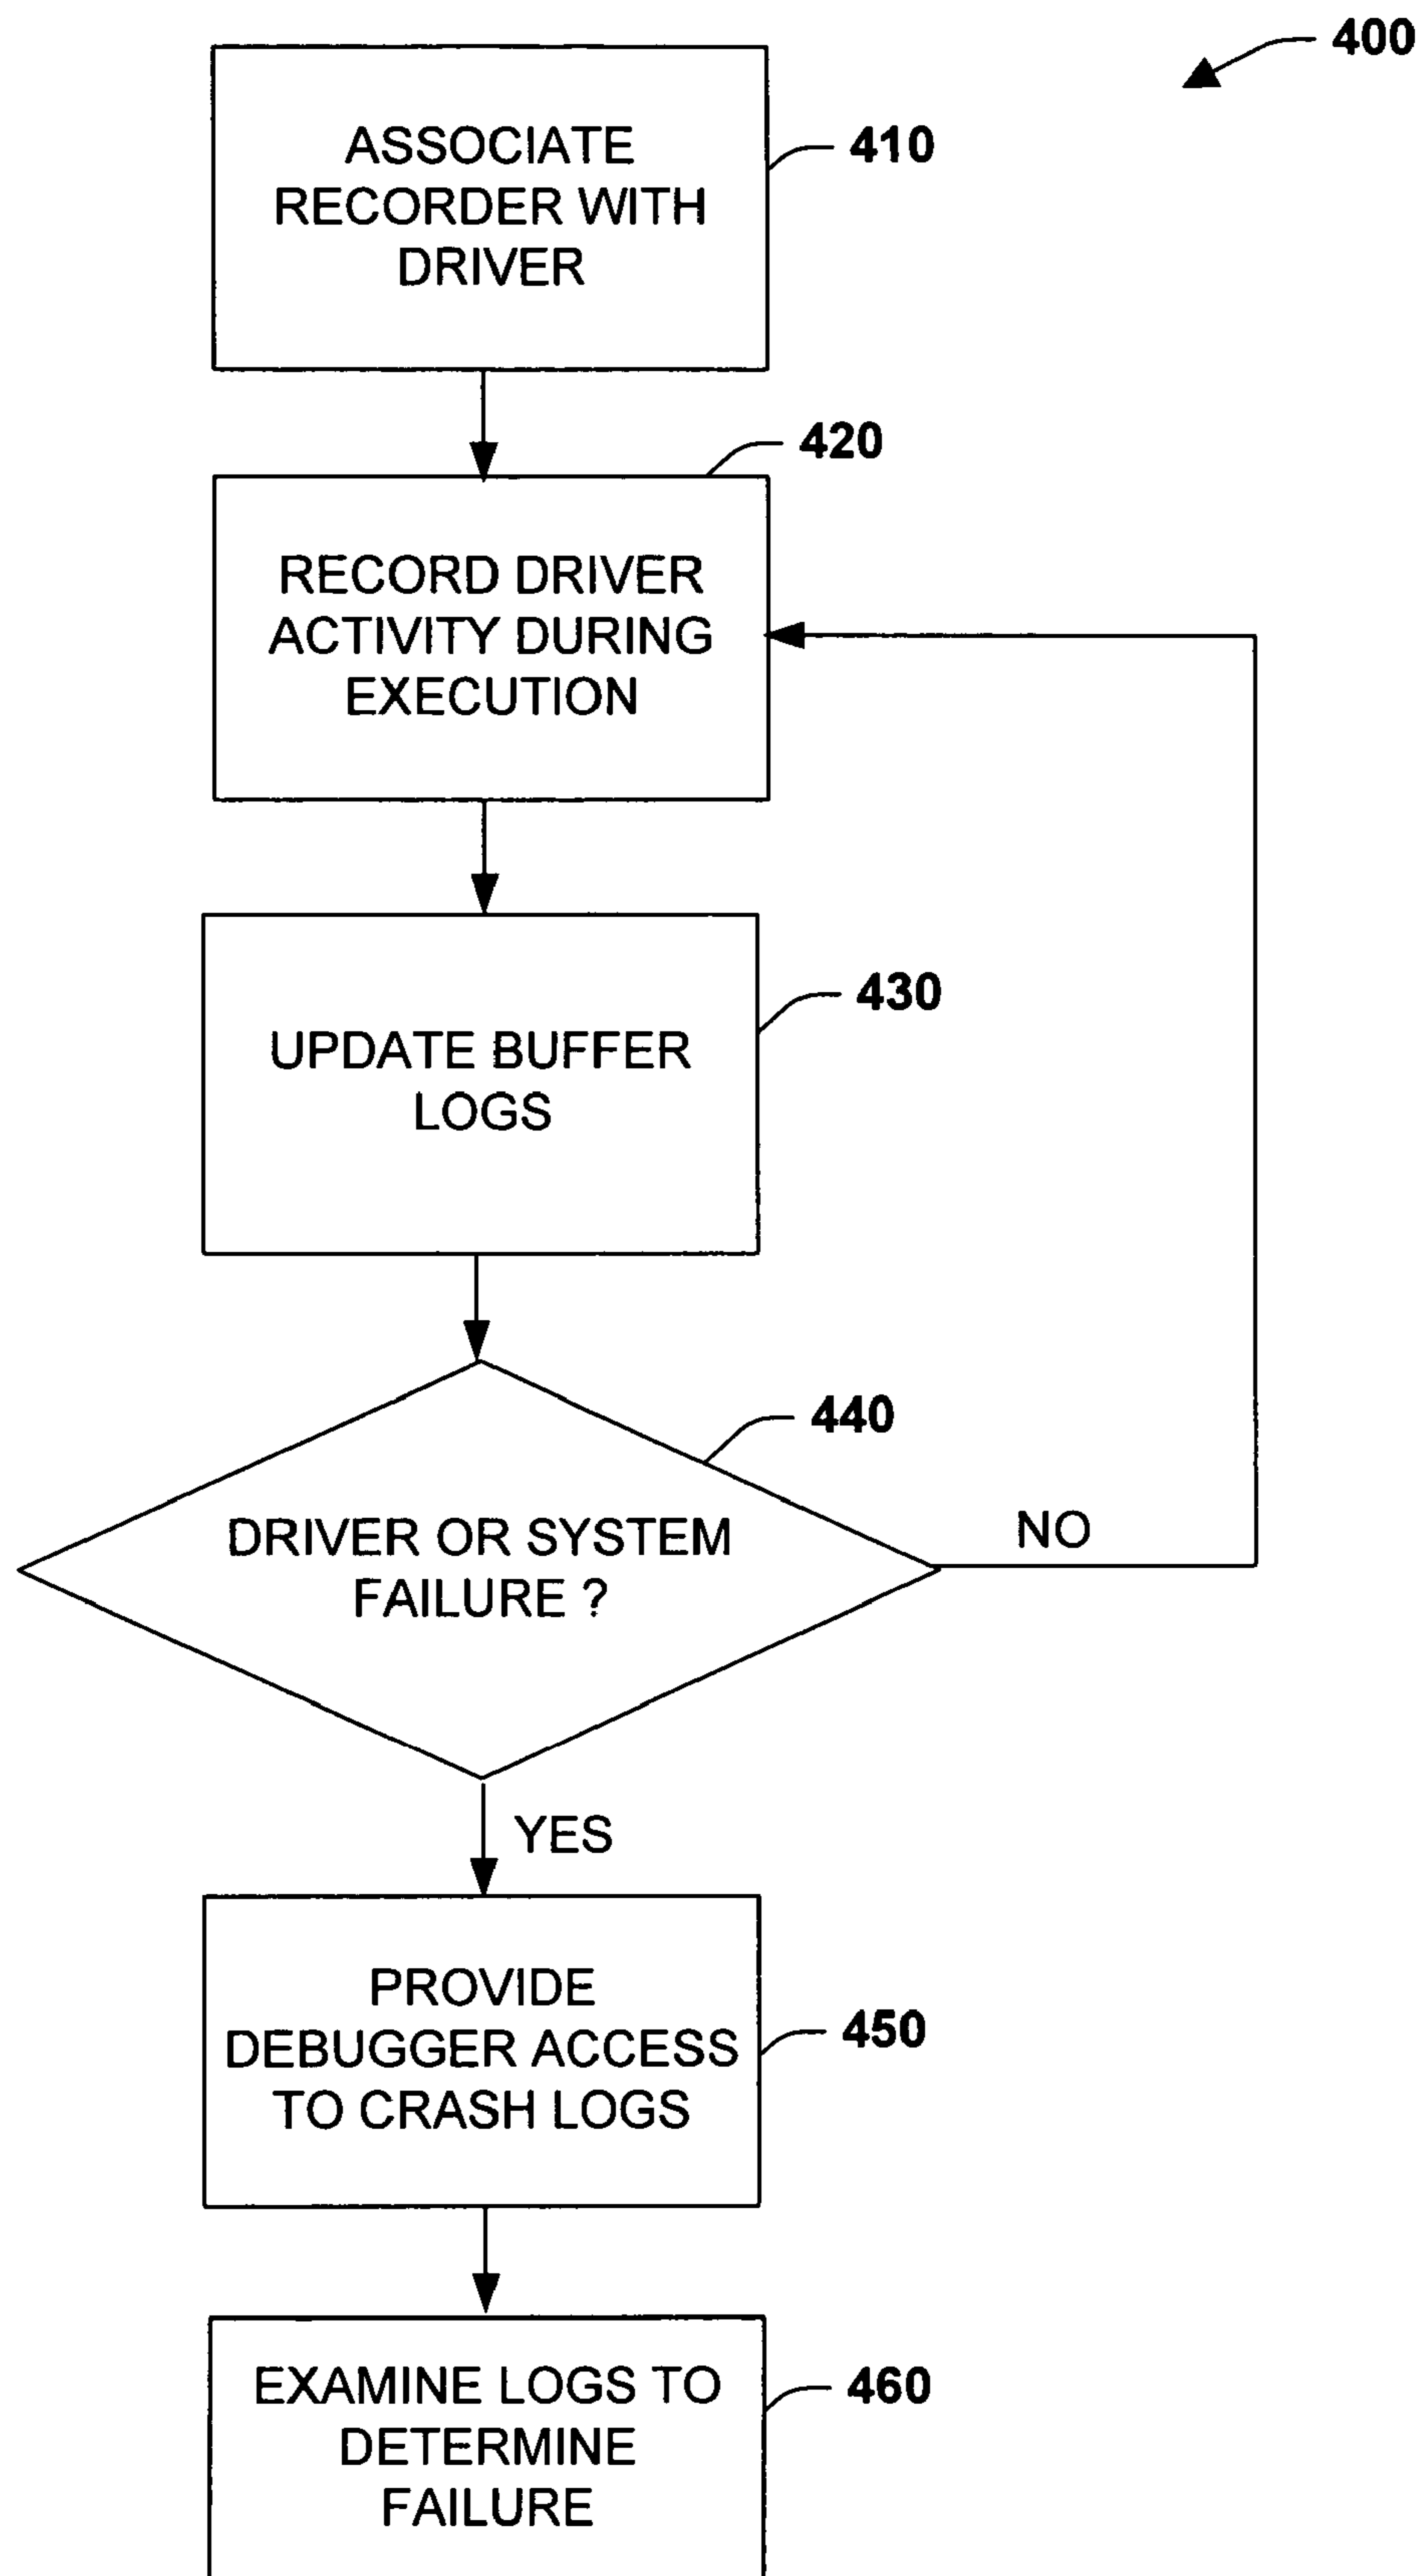 400
ASSOCIATE
RECORDER WITH
DRIVER
410
420
RECORD DRIVER
ACTIVITY DURING
EXECUTION
UPDATE BUFFER
LOGS
430
440
DRIVER OR SYSTEM
FAILURE ?
NO
YES
PROVIDE
DEBUGGER ACCESS
TO CRASH LOGS
450
EXAMINE LOGS TO
DETERMINE
FAILURE
460